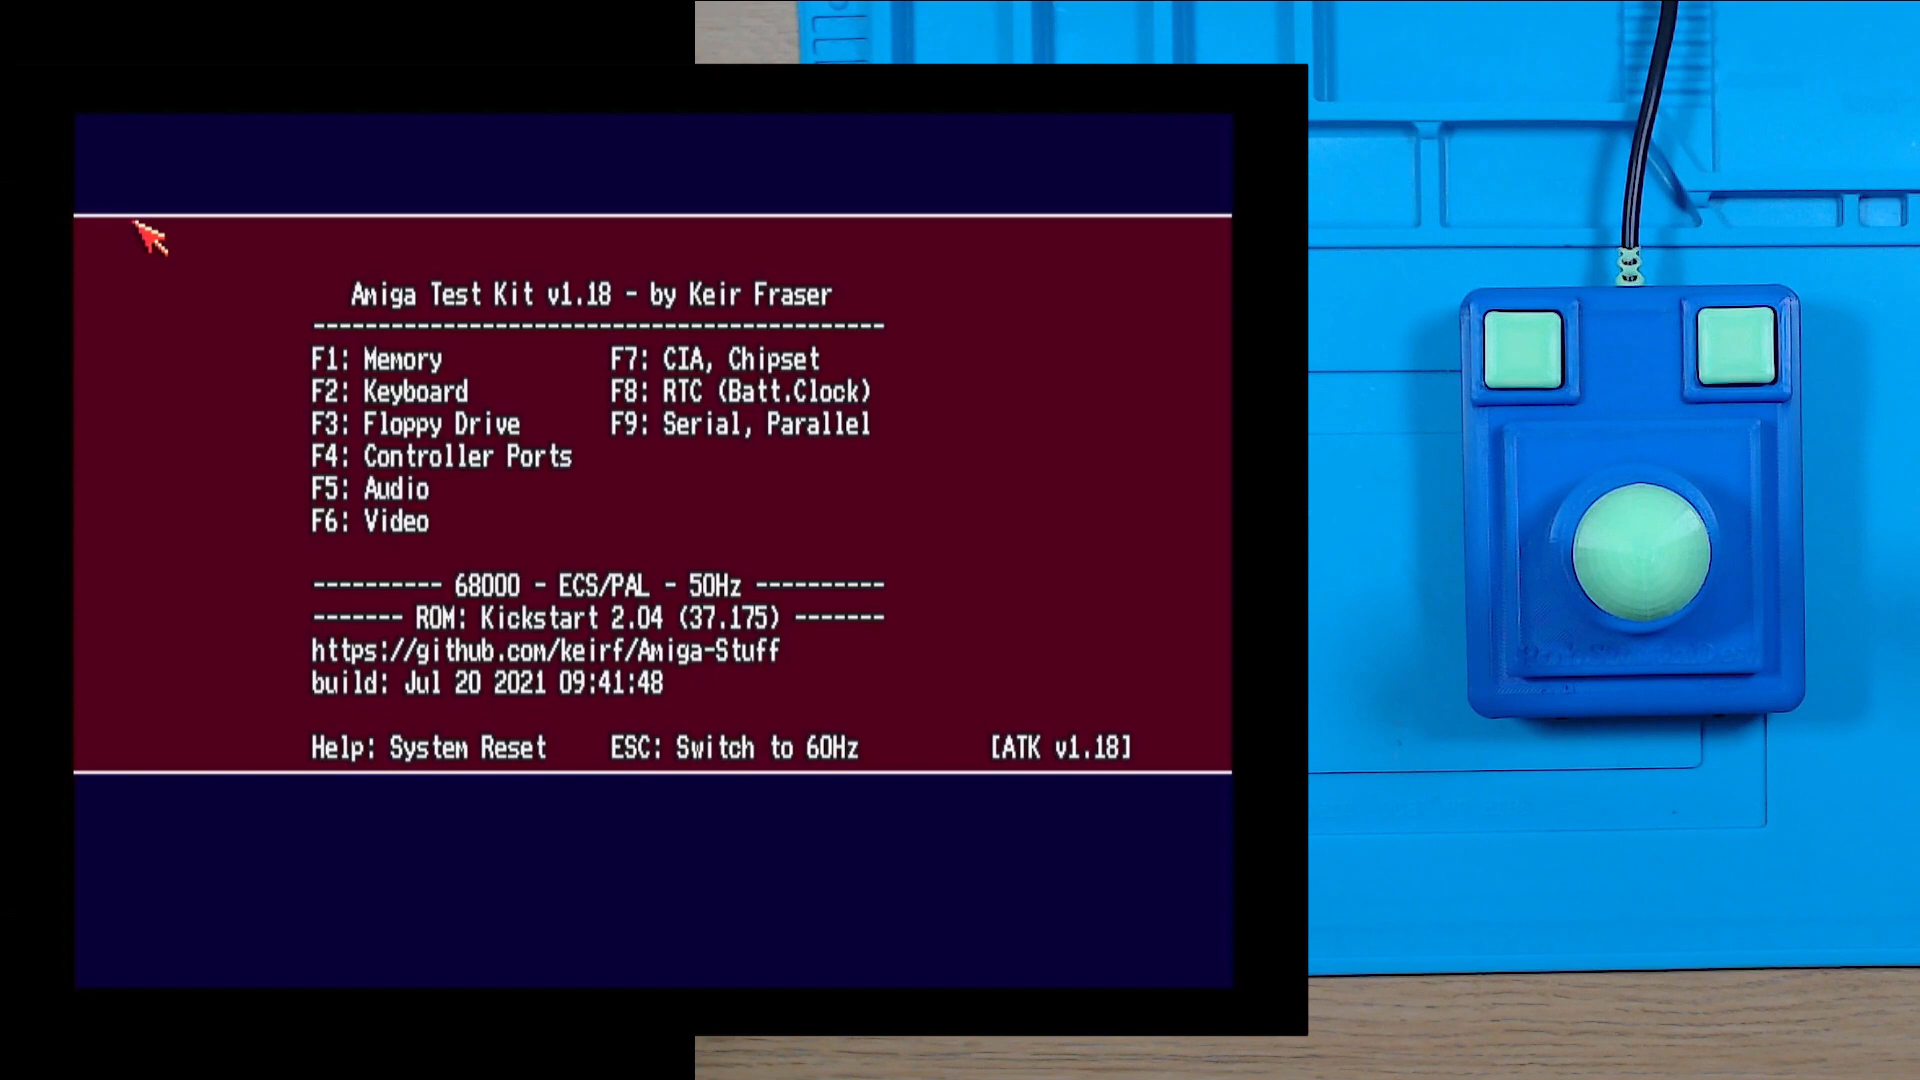 Amiga Test Kit v1.18 - by Keir Fraser
--------------------------------------------
F1: Memory F7: CIA, Chipset
F2: Keyboard F8: RTC (Batt.Clock)
F3: Floppy Drive F9: Serial, Parallel
F4: Controller Ports
F5: Audio
F6: Video
---------- 68000 - ECS/PAL - 50Hz ----------
------- ROM: Kickstart 2.04 (37.175) -------
https://github.com/keirf/Amiga-Stuff
build: Jul 20 2021 09:41:48
Help: System Reset ESC: Switch to 60Hz [ATK v1.18]